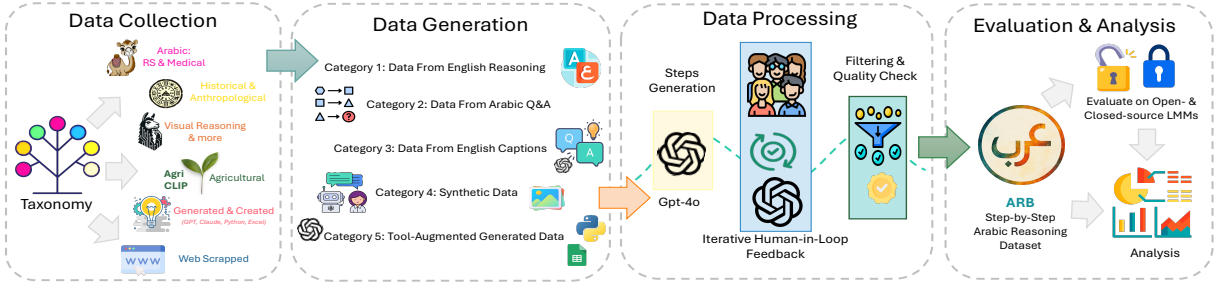 Data Collection
Arabic:
RS & Medical
Historical &
Anthropological
Visual Reasoning
& more
Agri
CLIP
Agricultural
Generated & Created
(GPT, Claude, Python, Excel)
WWW
Web Scrapped
Taxonomy
Data Generation
Category 1: Data From English Reasoning
A
ع
Category 2: Data From Arabic Q&A
?
Category 3: Data From English Captions
Q
A
Category 4: Synthetic Data
Category 5: Tool-Augmented Generated Data
Data Processing
Steps
Generation
Gpt-4o
Iterative Human-in-Loop
Feedback
Filtering &
Quality Check
Evaluation & Analysis
عرب
ARB
Step-by-Step
Arabic Reasoning
Dataset
Evaluate on Open- &
Closed-source LMMs
Analysis